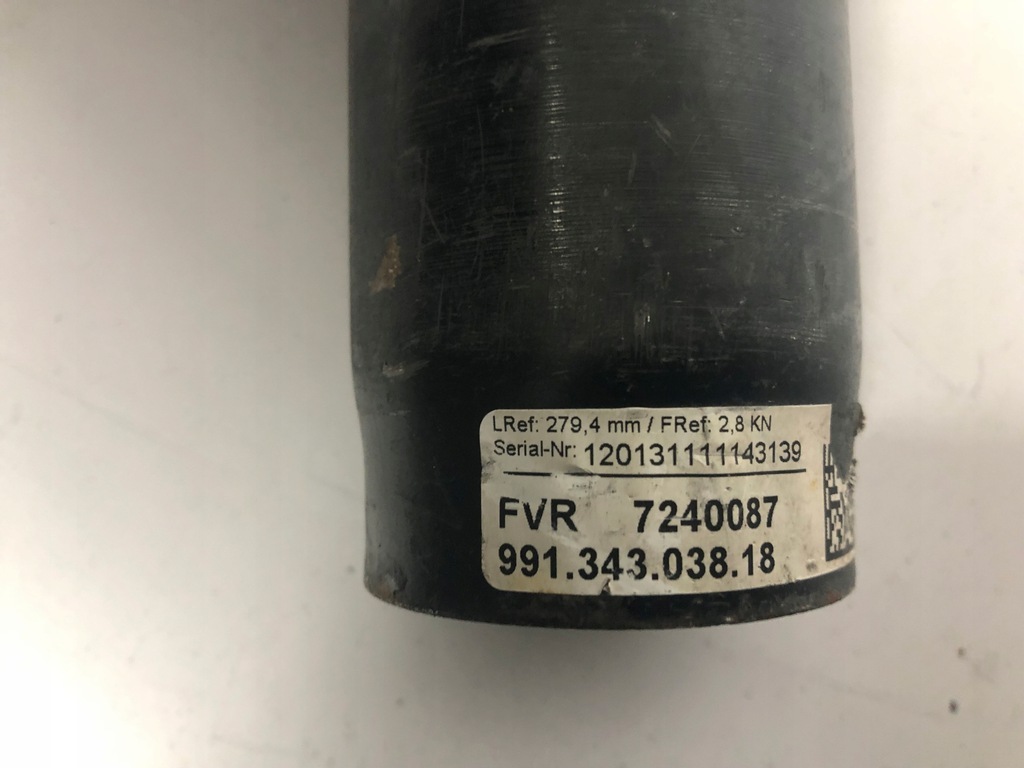 LRef: 279,4 mm / FRef: 2,8 KN
Serial-Nr: 120131111143139
FVR 7240087
991.343.038.18